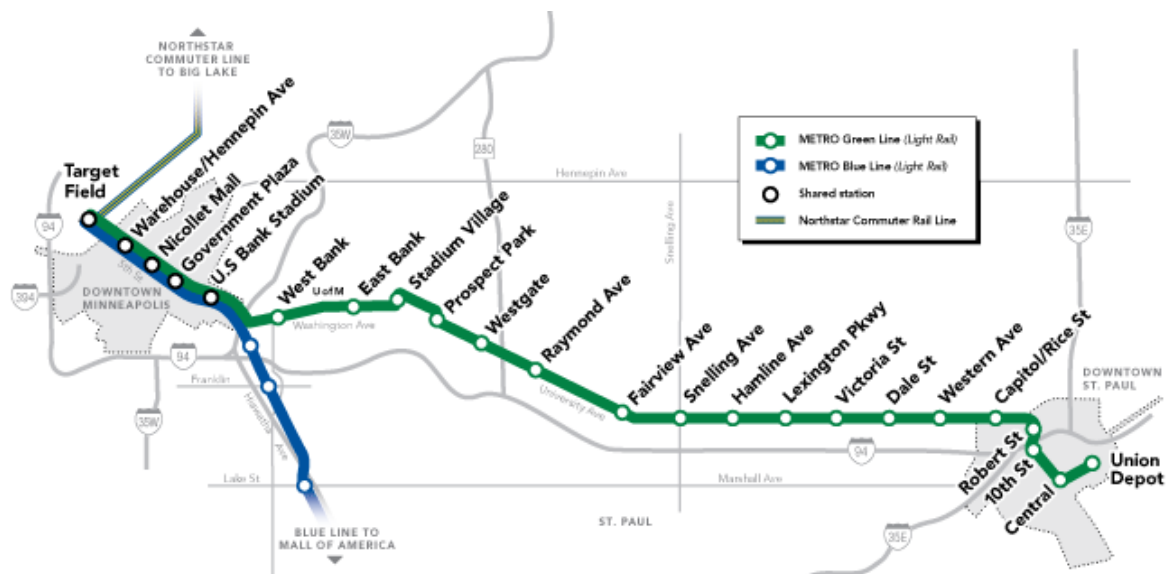 NORTHSTAR
COMMUTER LINE
TO BIG LAKE
Target
Field
Warehouse/Hennepin Ave
Nicollet Mall
Government Plaza
U.S Bank Stadium
West Bank
U of M
East Bank
Stadium Village
Prospect Park
Westgate
Raymond Ave
Fairview Ave
Snelling Ave
Hamline Ave
Lexington Pkwy
Victoria St
Dale St
Western Ave
Capitol/Rice St
Robert St
10th St
Central
Union
Depot
METRO Green Line (Light Rail)
METRO Blue Line (Light Rail)
Shared station
Northstar Commuter Rail Line
35W
280
Hennepin Ave
Snelling Ave
35E
94
394
5th St.
DOWNTOWN
MINNEAPOLIS
Washington Ave
94
Franklin
35W
Hiawatha Ave
University Ave
94
Lake St.
Marshall Ave
ST. PAUL
35E
DOWNTOWN
ST. PAUL
BLUE LINE TO
MALL OF AMERICA